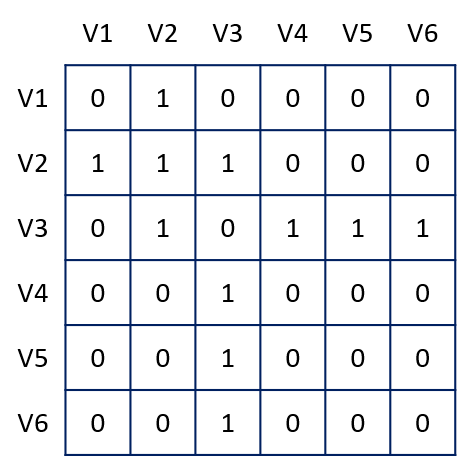 V1 V2 V3 V4 V5 V6
V1 0 1 0 0 0 0
V2 1 1 1 0 0 0
V3 0 1 0 1 1 1
V4 0 0 1 0 0 0
V5 0 0 1 0 0 0
V6 0 0 1 0 0 0